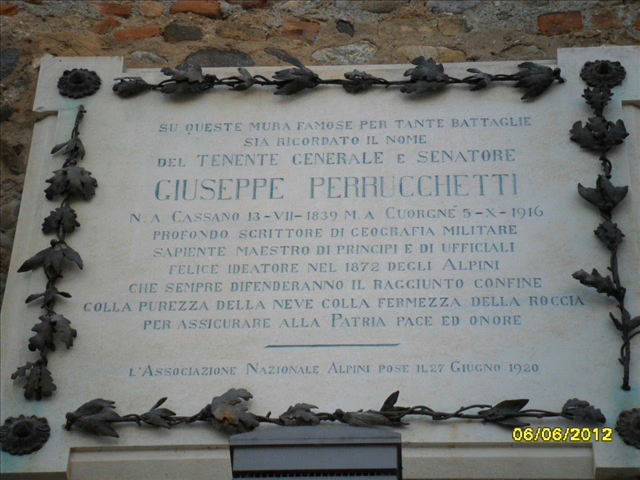 SU QUESTE MURA FAMOSE PER TANTE BATTAGLIE
SIA RICORDATO IL NOME
DEL TENENTE GENERALE E SENATORE
GIUSEPPE PERRUCCHETTI
N. A CASSANO 13-VII-1839 M. A CUORGNÈ 5-X-1916
PROFONDO SCRITTORE DI GEOGRAFIA MILITARE
SAPIENTE MAESTRO DI PRINCIPI E DI UFFICIALI
FELICE IDEATORE NEL 1872 DEGLI ALPINI
CHE SEMPRE DIFENDERANNO IL RAGGIUNTO CONFINE
COLLA PUREZZA DELLA NEVE COLLA FERMEZZA DELLA ROCCIA
PER ASSICURARE ALLA PATRIA PACE ED ONORE
L'ASSOCIAZIONE NAZIONALE ALPINI POSE IL 27 GIUGNO 1920
06/06/2012